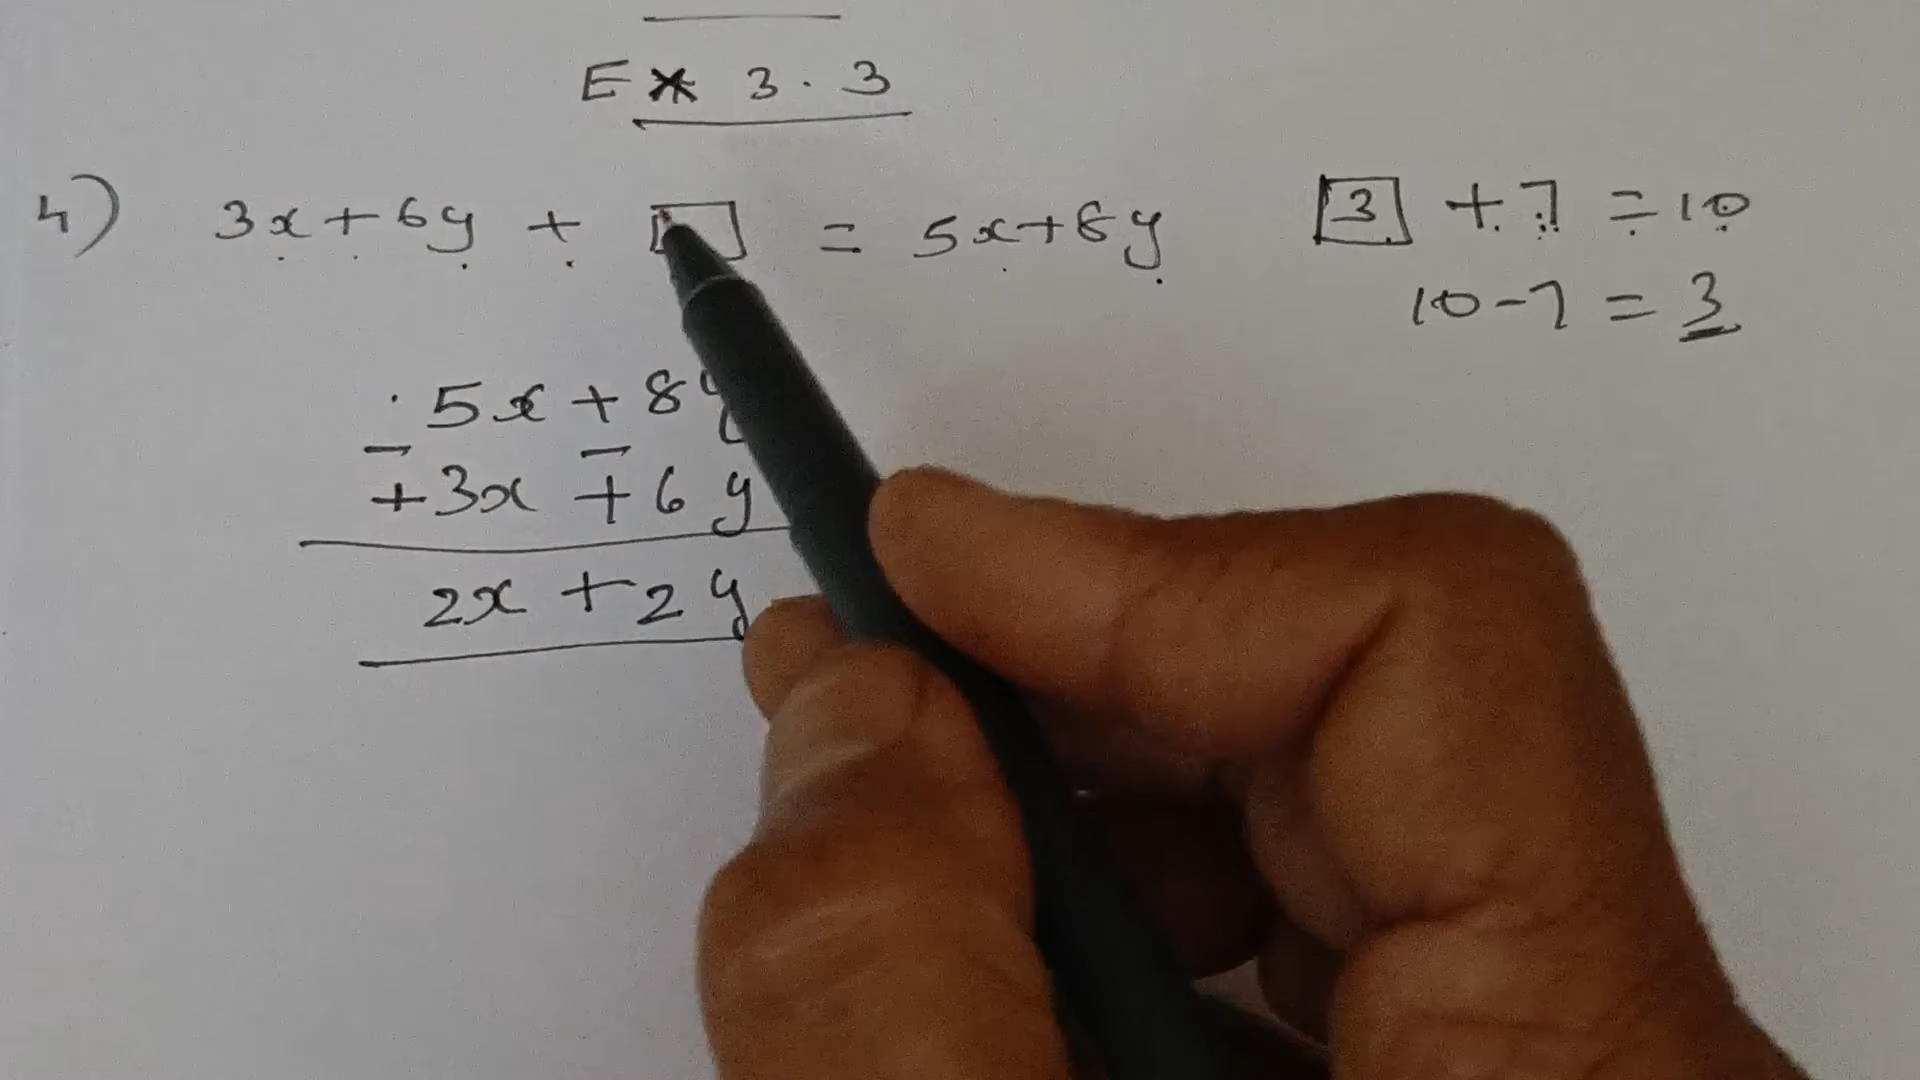 Ex 3.3
4) 3x + 6y + □ = 5x + 8y
3 + 7 = 10
10 - 7 = 3
5x + 8y
- -
+3x + 6y
2x + 2y